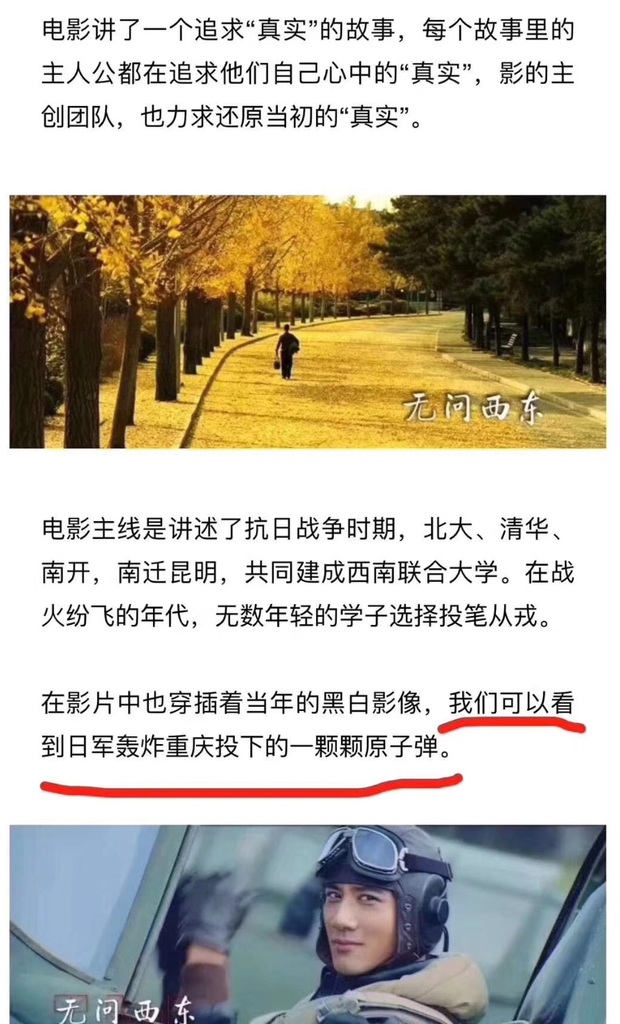 电影讲了一个追求“真实”的故事，每个故事里的
主人公都在追求他们自己心中的“真实”，影的主
创团队，也力求还原当初的“真实”。
无问西东
电影主线是讲述了抗日战争时期，北大、清华、
南开，南迁昆明，共同建成西南联合大学。在战
火纷飞的年代，无数年轻的学子选择投笔从戎。
在影片中也穿插着当年的黑白影像，我们可以看
到日军轰炸重庆投下的一颗颗原子弹。
无问西东